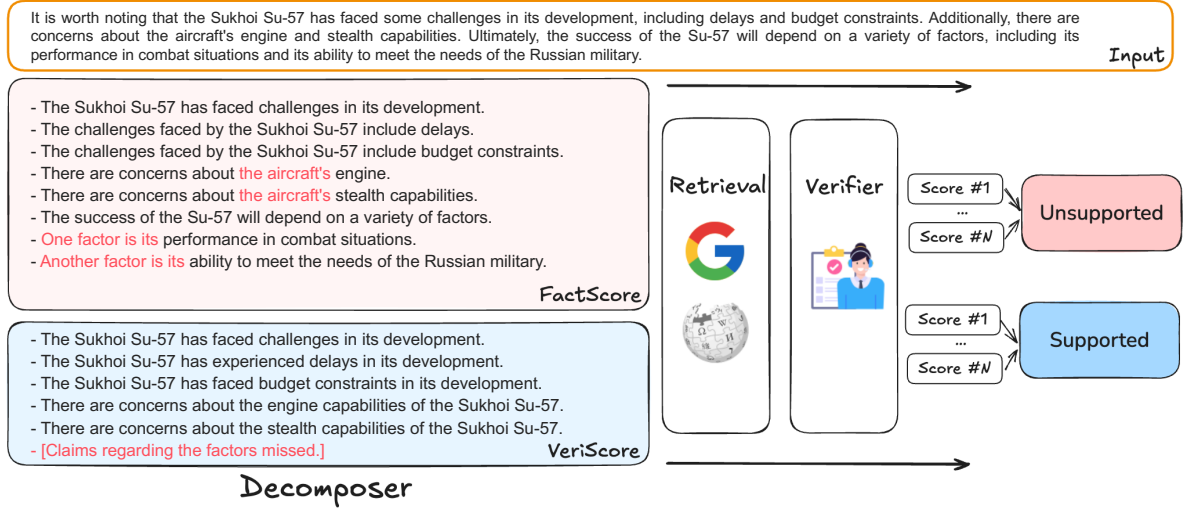 It is worth noting that the Sukhoi Su-57 has faced some challenges in its development, including delays and budget constraints. Additionally, there are
concerns about the aircraft's engine and stealth capabilities. Ultimately, the success of the Su-57 will depend on a variety of factors, including its
performance in combat situations and its ability to meet the needs of the Russian military.
Input
- The Sukhoi Su-57 has faced challenges in its development.
- The challenges faced by the Sukhoi Su-57 include delays.
- The challenges faced by the Sukhoi Su-57 include budget constraints.
- There are concerns about the aircraft's engine.
- There are concerns about the aircraft's stealth capabilities.
- The success of the Su-57 will depend on a variety of factors.
- One factor is its performance in combat situations.
- Another factor is its ability to meet the needs of the Russian military.
FactScore
- The Sukhoi Su-57 has faced challenges in its development.
- The Sukhoi Su-57 has experienced delays in its development.
- The Sukhoi Su-57 has faced budget constraints in its development.
- There are concerns about the engine capabilities of the Sukhoi Su-57.
- There are concerns about the stealth capabilities of the Sukhoi Su-57.
- [Claims regarding the factors missed.]
VeriScore
Decomposer
Retrieval
Verifier
Score #1
...
Score #N
Unsupported
Score #1
...
Score #N
Supported